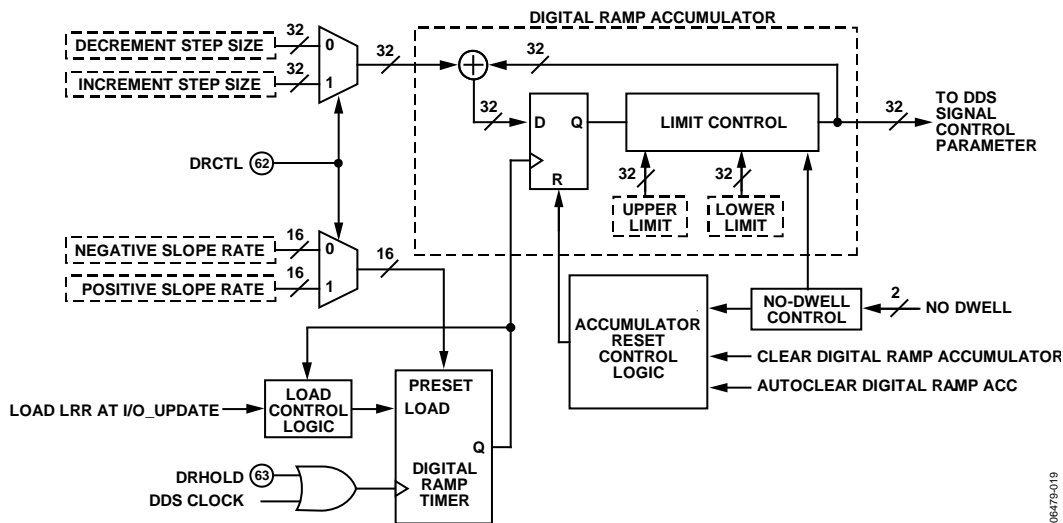 DIGITAL RAMP ACCUMULATOR
DECREMENT STEP SIZE
32
0
INCREMENT STEP SIZE
32
1
32
32
32
D
Q
R
LIMIT CONTROL
32
TO DDS
SIGNAL
CONTROL
PARAMETER
32
32
UPPER
LIMIT
LOWER
LIMIT
DRCTL
62
NEGATIVE SLOPE RATE
16
0
POSITIVE SLOPE RATE
16
1
16
ACCUMULATOR
RESET
CONTROL
LOGIC
NO-DWELL
CONTROL
2
NO DWELL
CLEAR DIGITAL RAMP ACCUMULATOR
AUTOCLEAR DIGITAL RAMP ACC
LOAD LRR AT I/O_UPDATE
LOAD
CONTROL
LOGIC
PRESET
LOAD
Q
DIGITAL
RAMP
TIMER
DRHOLD
63
DDS CLOCK
06479-019